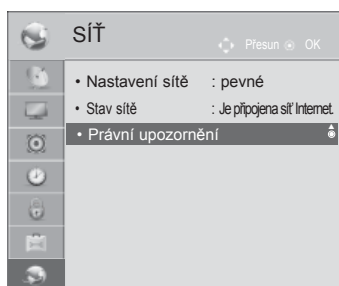 SÍŤ
Přesun OK
• Nastavení sítě : pevné
• Stav sítě : Je připojena síť Internet.
• Právní upozornění